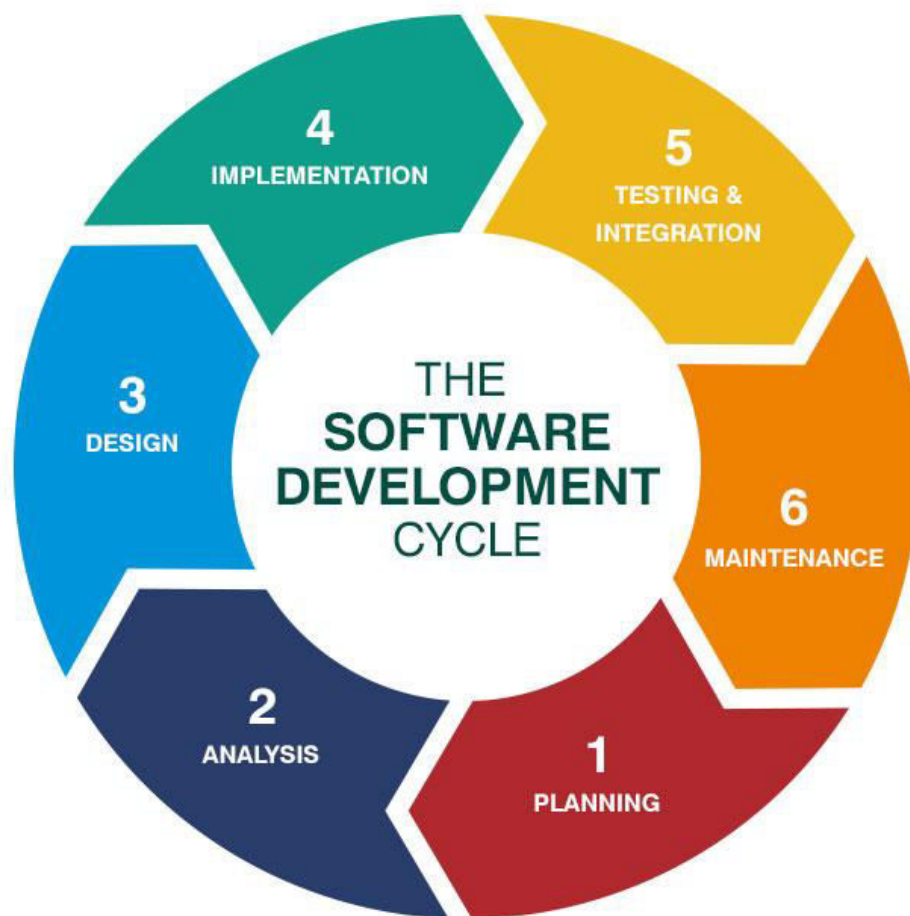 THE
SOFTWARE
DEVELOPMENT
CYCLE
1
PLANNING
2
ANALYSIS
3
DESIGN
4
IMPLEMENTATION
5
TESTING &
INTEGRATION
6
MAINTENANCE